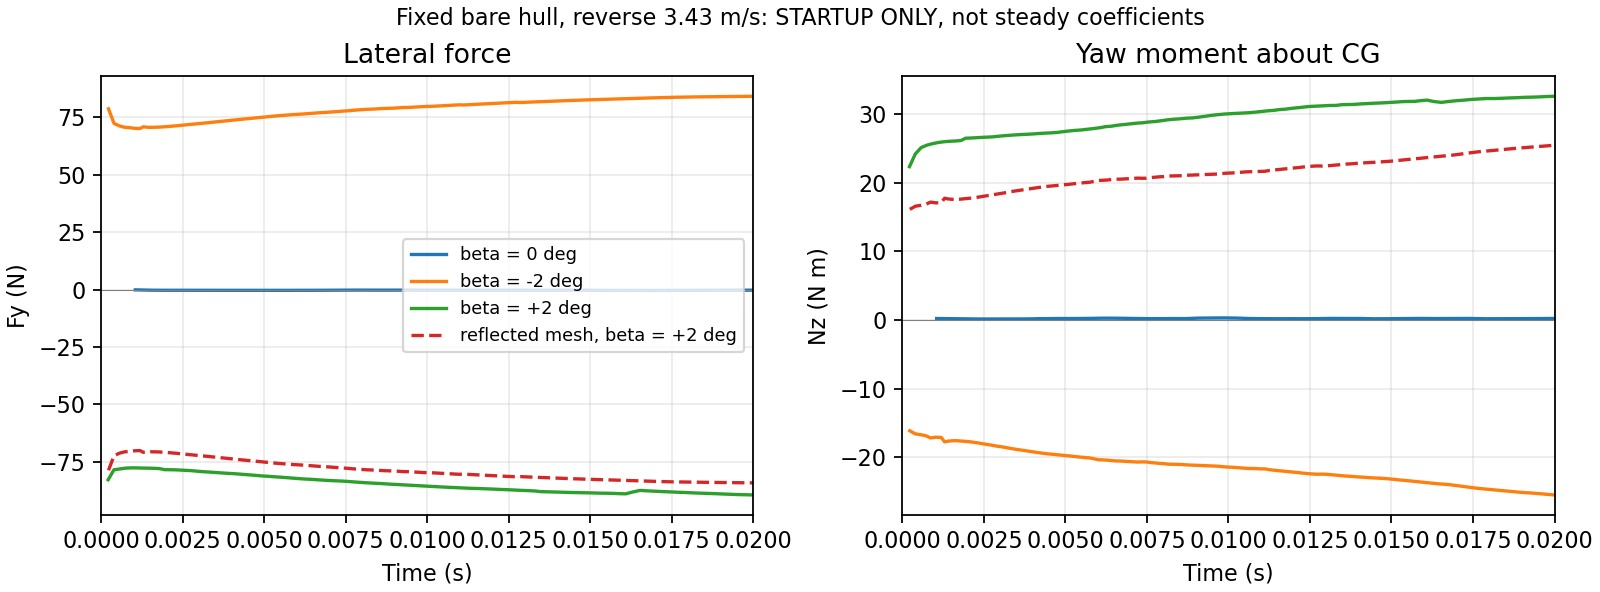 Fixed bare hull, reverse 3.43 m/s: STARTUP ONLY, not steady coefficients
Lateral force
Fy (N)
75
50
25
0
−25
−50
−75
beta = 0 deg
beta = -2 deg
beta = +2 deg
reflected mesh, beta = +2 deg
0.0000 0.0025 0.0050 0.0075 0.0100 0.0125 0.0150 0.0175 0.0200
Time (s)
Yaw moment about CG
Nz (N m)
30
20
10
0
−10
−20
0.0000 0.0025 0.0050 0.0075 0.0100 0.0125 0.0150 0.0175 0.0200
Time (s)